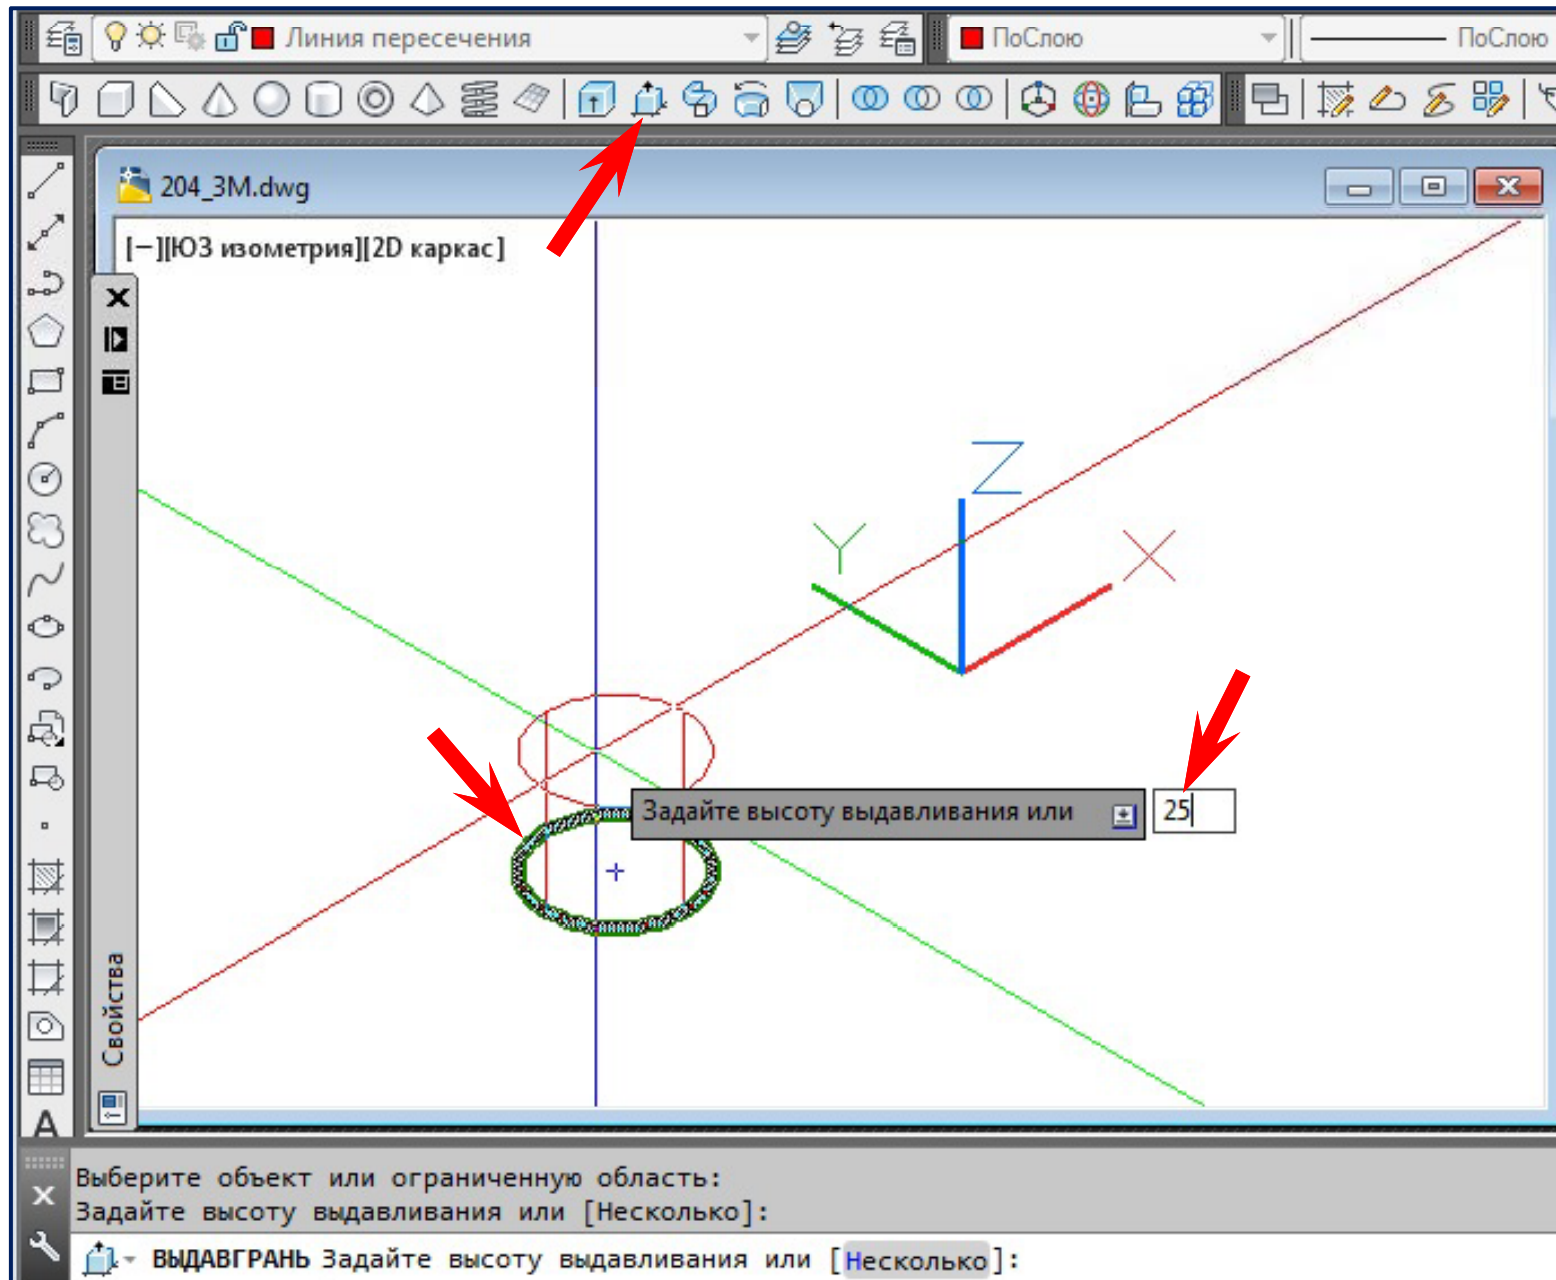 Линия пересечения
ПоСлою
ПоСлою
204_3М.dwg
[−][ЮЗ изометрия][2D каркас]
Z
Y
X
Задайте высоту выдавливания или
25
Свойства
A
Выберите объект или ограниченную область:
Задайте высоту выдавливания или [Несколько]:
ВЫДАВГРАНЬ Задайте высоту выдавливания или [Несколько]: